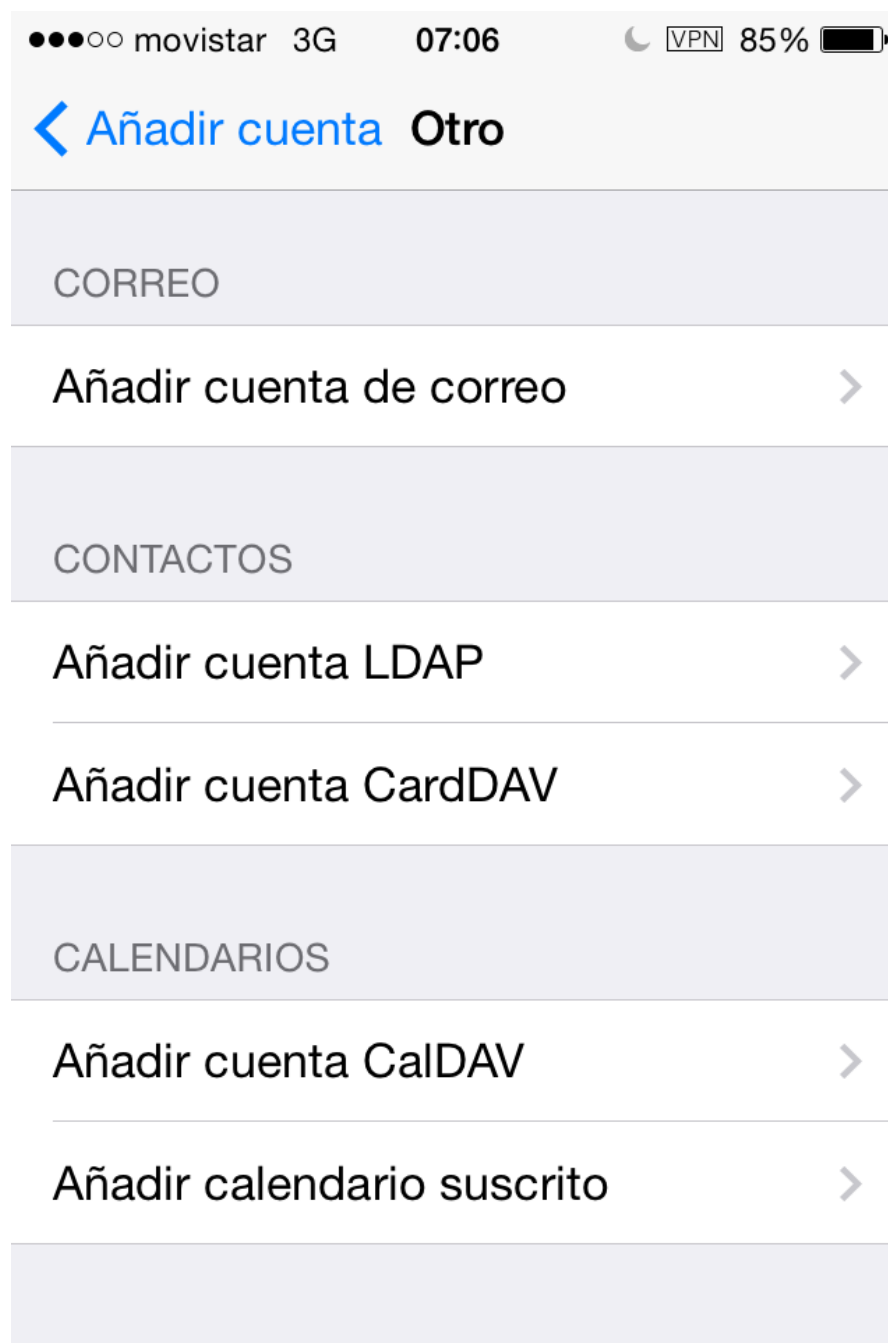 movistar 3G 07:06 VPN 85%
Añadir cuenta Otro
CORREO
Añadir cuenta de correo
CONTACTOS
Añadir cuenta LDAP
Añadir cuenta CardDAV
CALENDARIOS
Añadir cuenta CalDAV
Añadir calendario suscrito